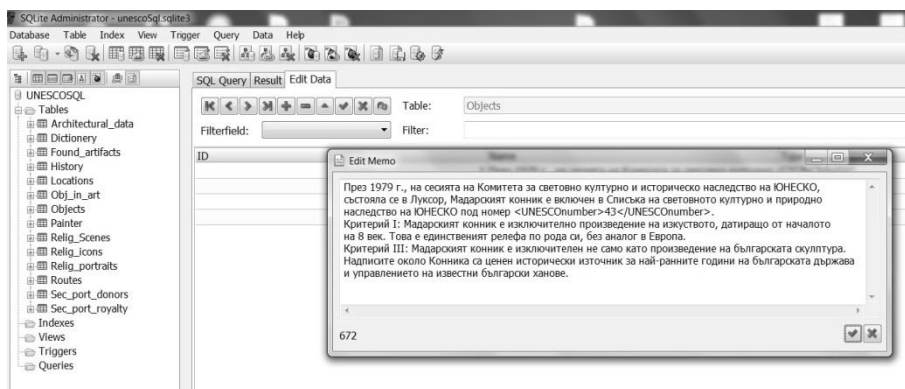 SQLite Administrator - unescoSql.sqlite3
Database Table Index View Trigger Query Data Help
UNESCOSQL
Tables
Architectural_data
Dictionery
Found_artifacts
History
Locations
Obj_in_art
Objects
Painter
Relig_Scenes
Relig_icons
Relig_portraits
Routes
Sec_port_donors
Sec_port_royalty
Indexes
Views
Triggers
Queries
SQL Query Result Edit Data
Table: Objects
Filterfield: Filter:
ID
Edit Memo
През 1979 г., на сесията на Комитета за световно културно и историческо наследство на ЮНЕСКО,
състояла се в Луксор, Мадарският конник е включен в Списъка на световното културно и природно
наследство на ЮНЕСКО под номер <UNESCOnumber>43</UNESCOnumber>.
Критерий I: Мадарският конник е изключително произведение на изкуството, датиращо от началото
на 8 век. Това е единственият релефа по рода си, без аналог в Европа.
Критерий III: Мадарският конник е изключителен не само като произведение на българската скулптура.
Надписите около Конника са ценен исторически източник за най-ранните години на българската държава
и управлението на известни български ханове.
672